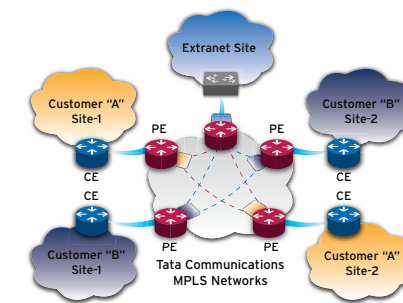 Extranet Site
Customer “A”
Site-1
Customer “B”
Site-2
PE
PE
CE
CE
CE
CE
Customer “B”
Site-1
PE
PE
Customer “A”
Site-2
Tata Communications
MPLS Networks